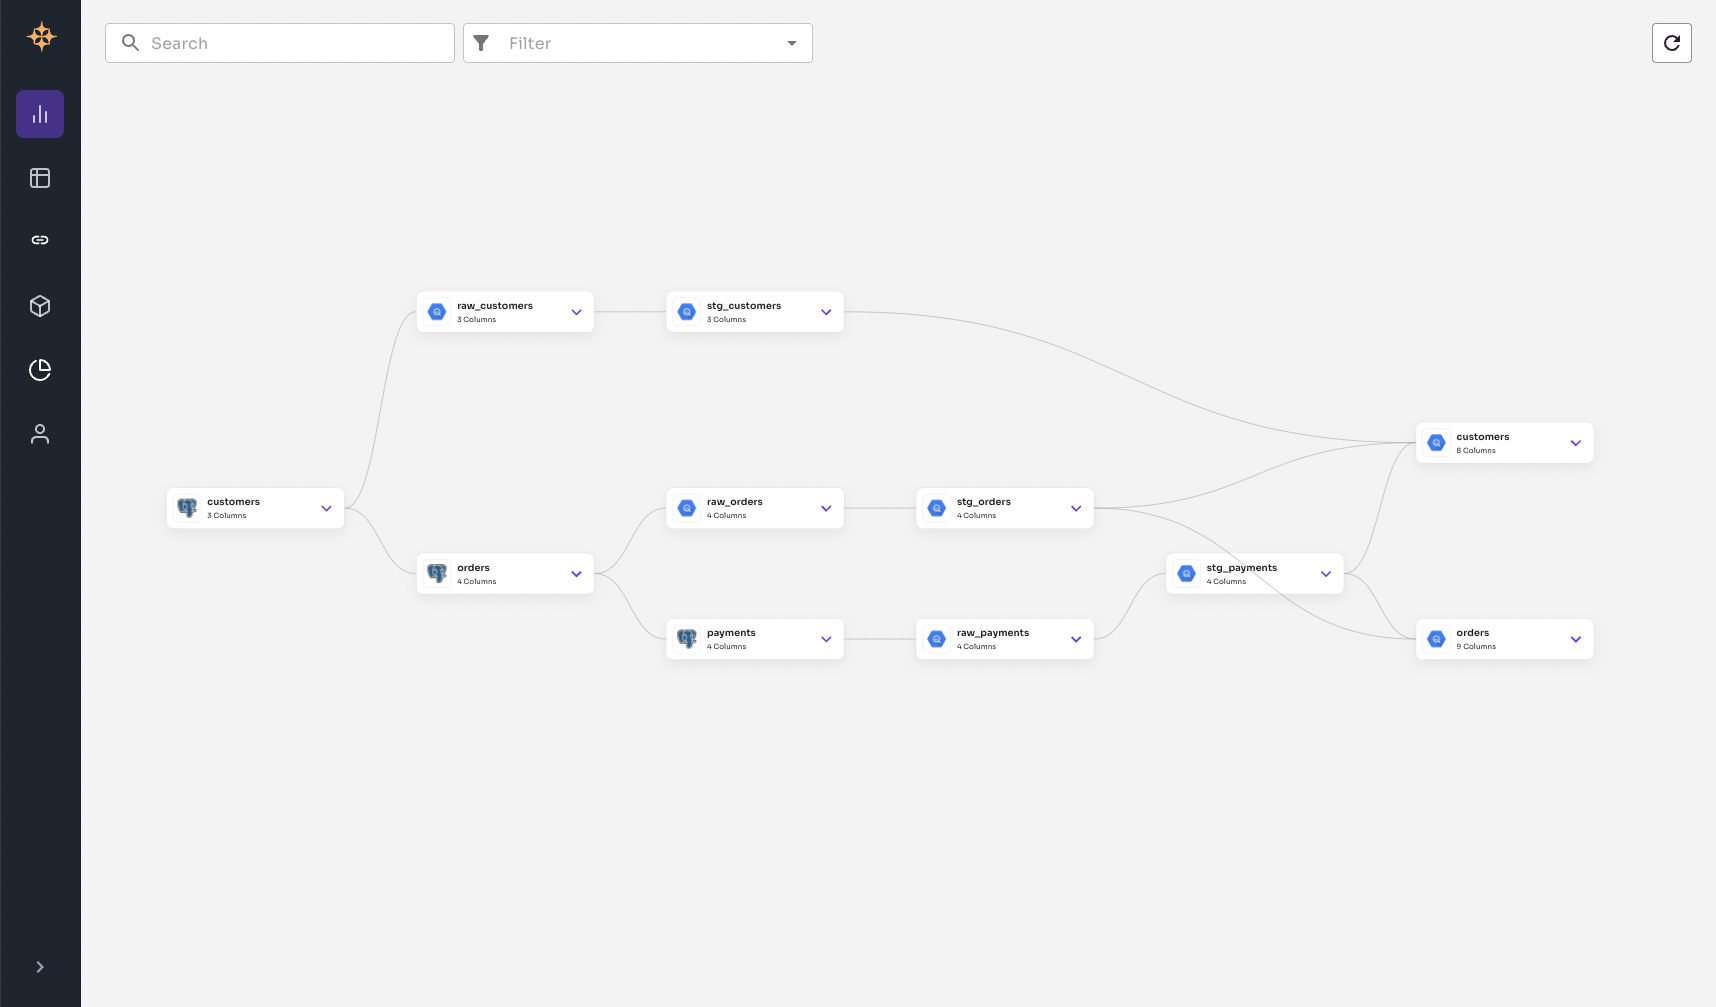 Search
Filter
raw_customers
3 Columns
stg_customers
3 Columns
customers
8 Columns
customers
3 Columns
raw_orders
4 Columns
stg_orders
4 Columns
orders
4 Columns
stg_payments
4 Columns
payments
4 Columns
raw_payments
4 Columns
orders
9 Columns